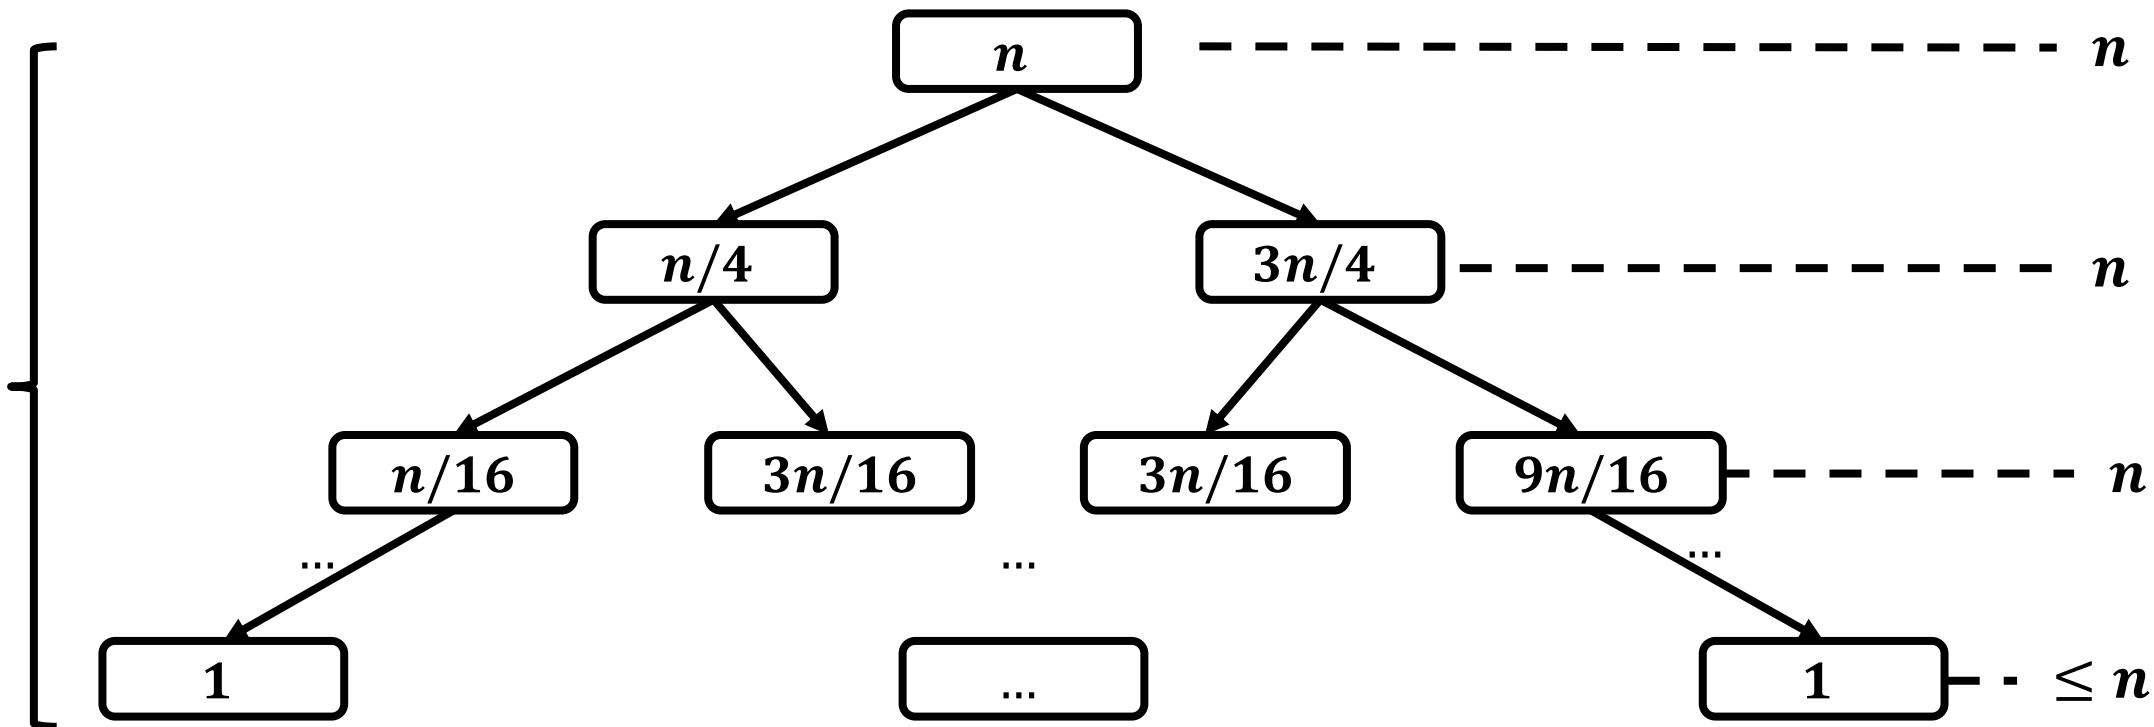 n n
n/4 3n/4 n
n/16 3n/16 3n/16 9n/16 n
... ... ...
1 ... 1 ≤ n